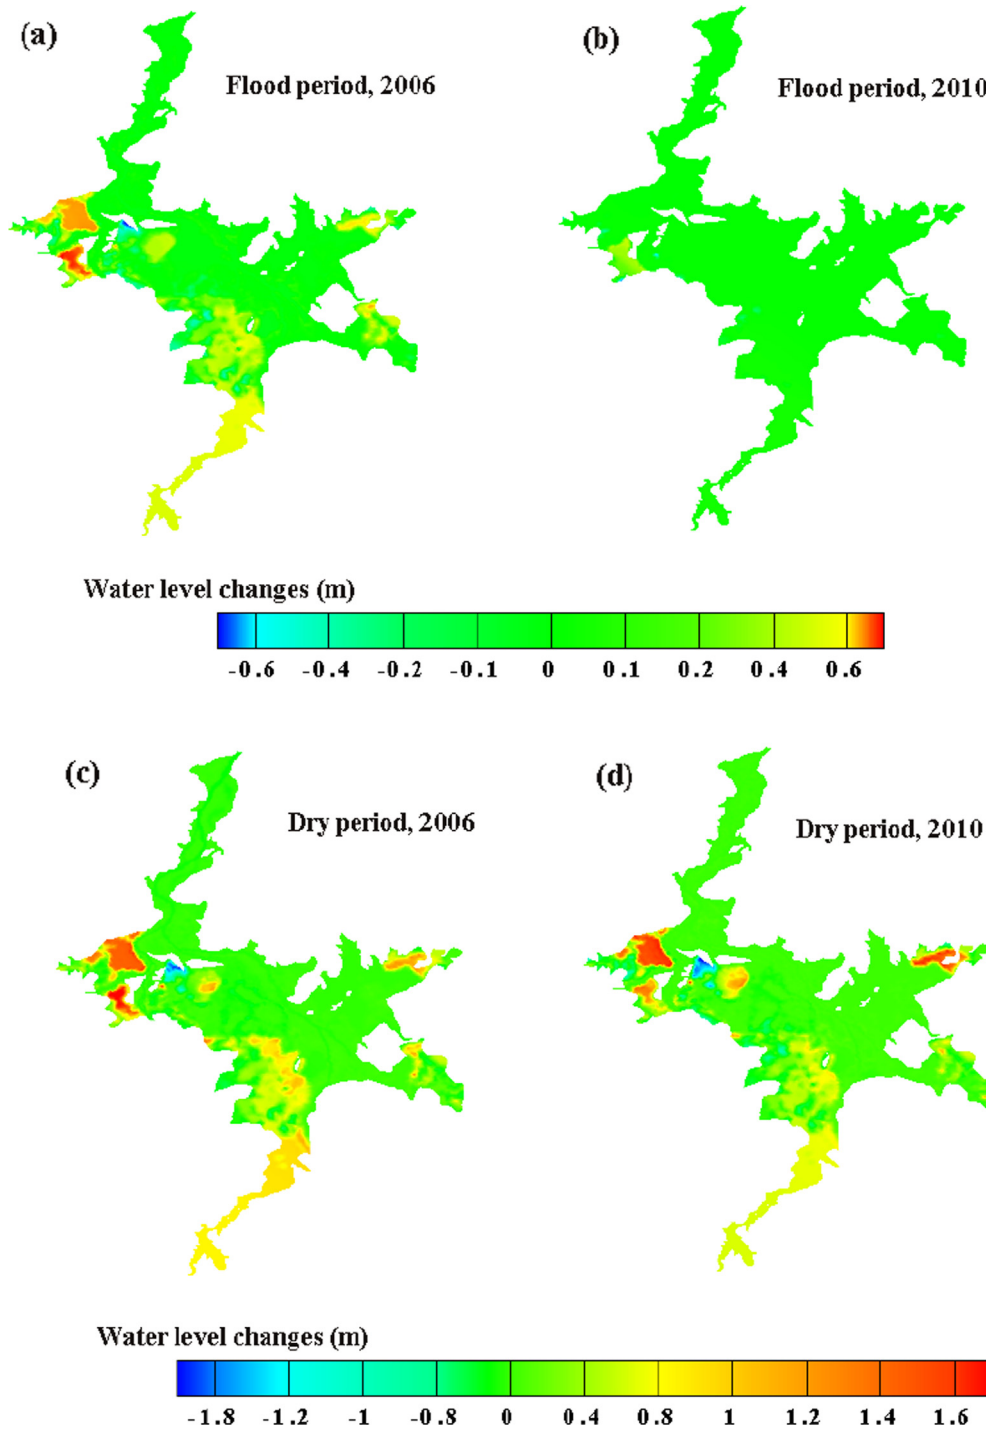 (a)
Flood period, 2006
(b)
Flood period, 2010
Water level changes (m)
-0.6 -0.4 -0.2 -0.1 0 0.1 0.2 0.4 0.6
(c)
Dry period, 2006
(d)
Dry period, 2010
Water level changes (m)
-1.8 -1.2 -1 -0.8 0 0.4 0.8 1 1.2 1.4 1.6